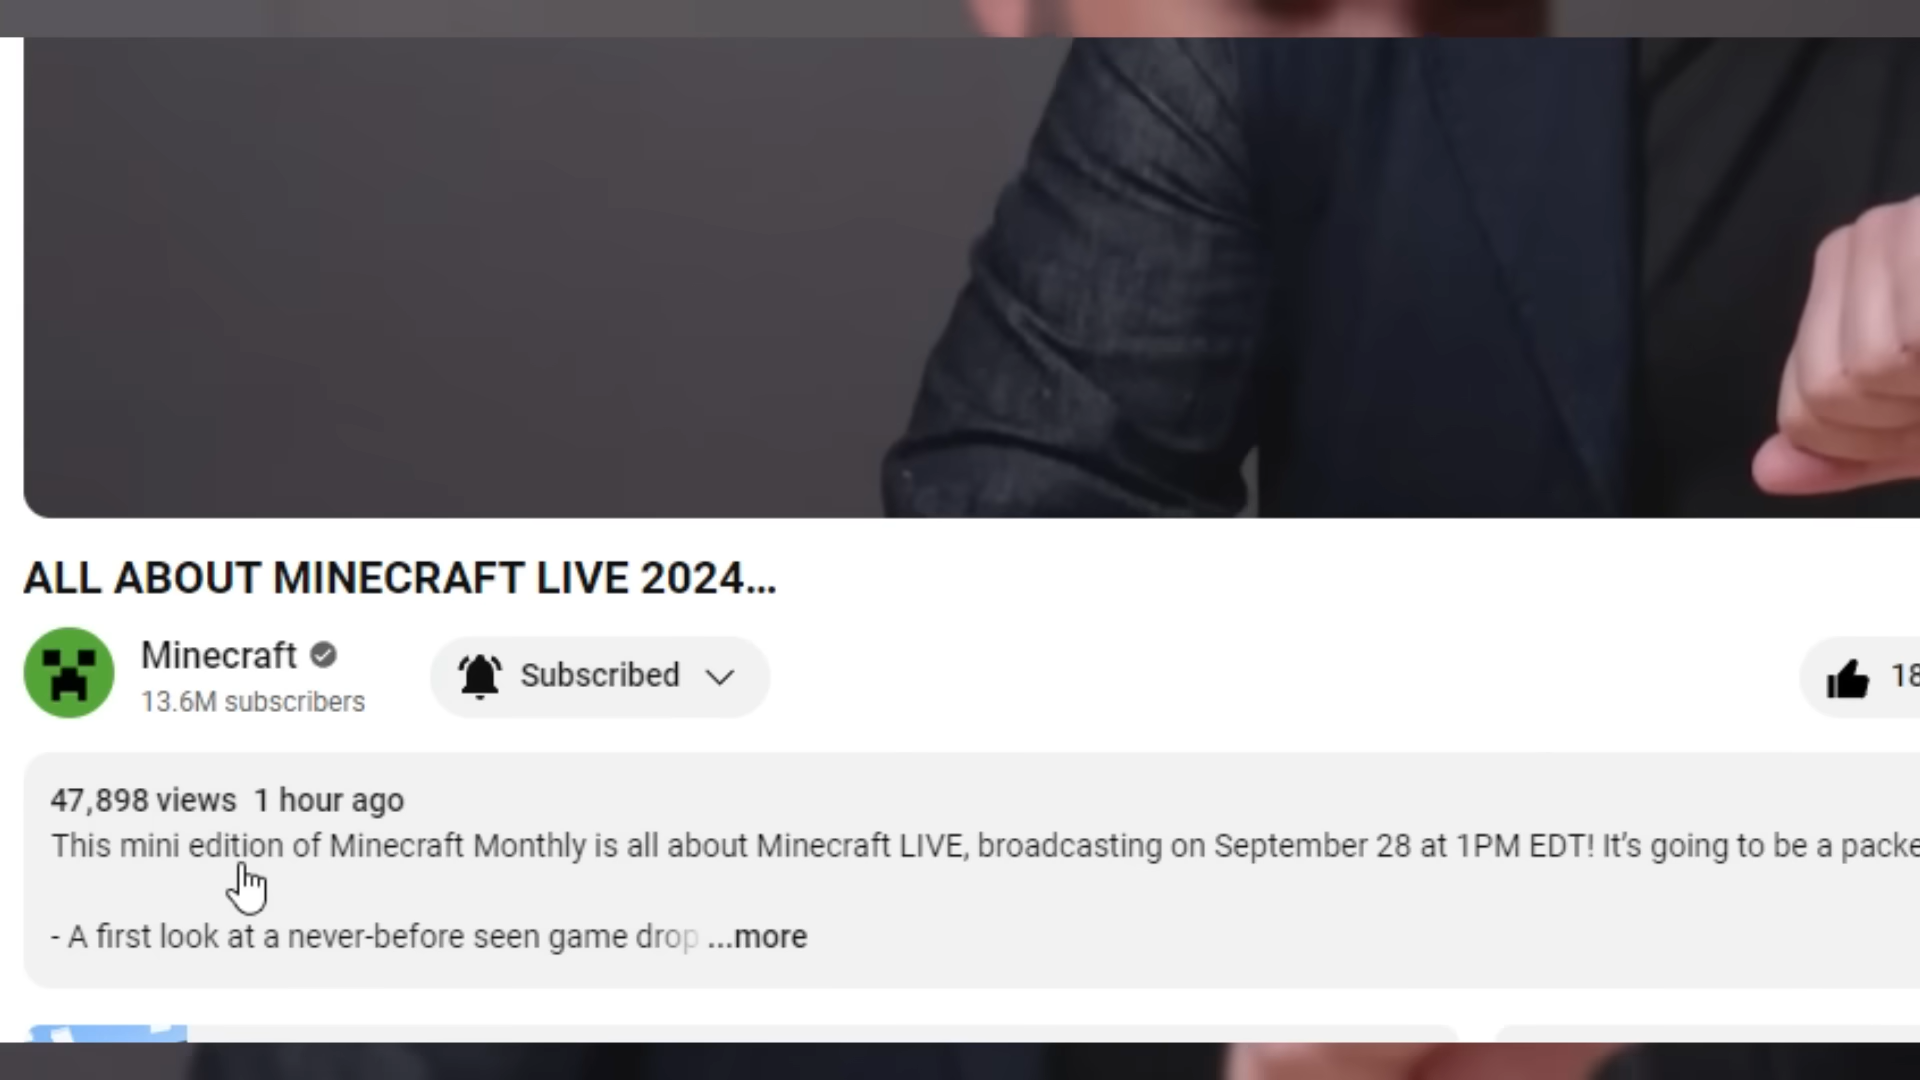 ALL ABOUT MINECRAFT LIVE 2024...
Minecraft
13.6M subscribers
Subscribed
18
47,898 views 1 hour ago
This mini edition of Minecraft Monthly is all about Minecraft LIVE, broadcasting on September 28 at 1PM EDT! It’s going to be a packe
- A first look at a never-before seen game drop ...more